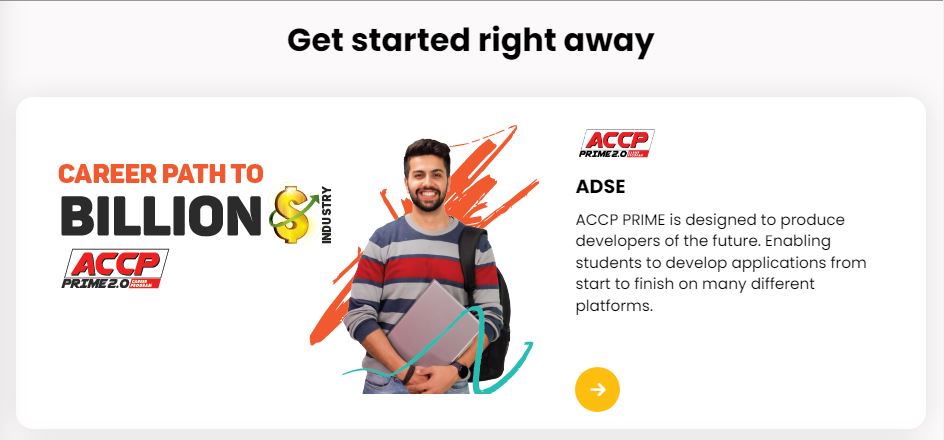 Get started right away
CAREER PATH TO
BILLION $ INDUSTRY
ACCP
PRIME 2.0 CAREER PROGRAM
ACCP
PRIME 2.0 CAREER PROGRAM
ADSE
ACCP PRIME is designed to produce
developers of the future. Enabling
students to develop applications from
start to finish on many different
platforms.